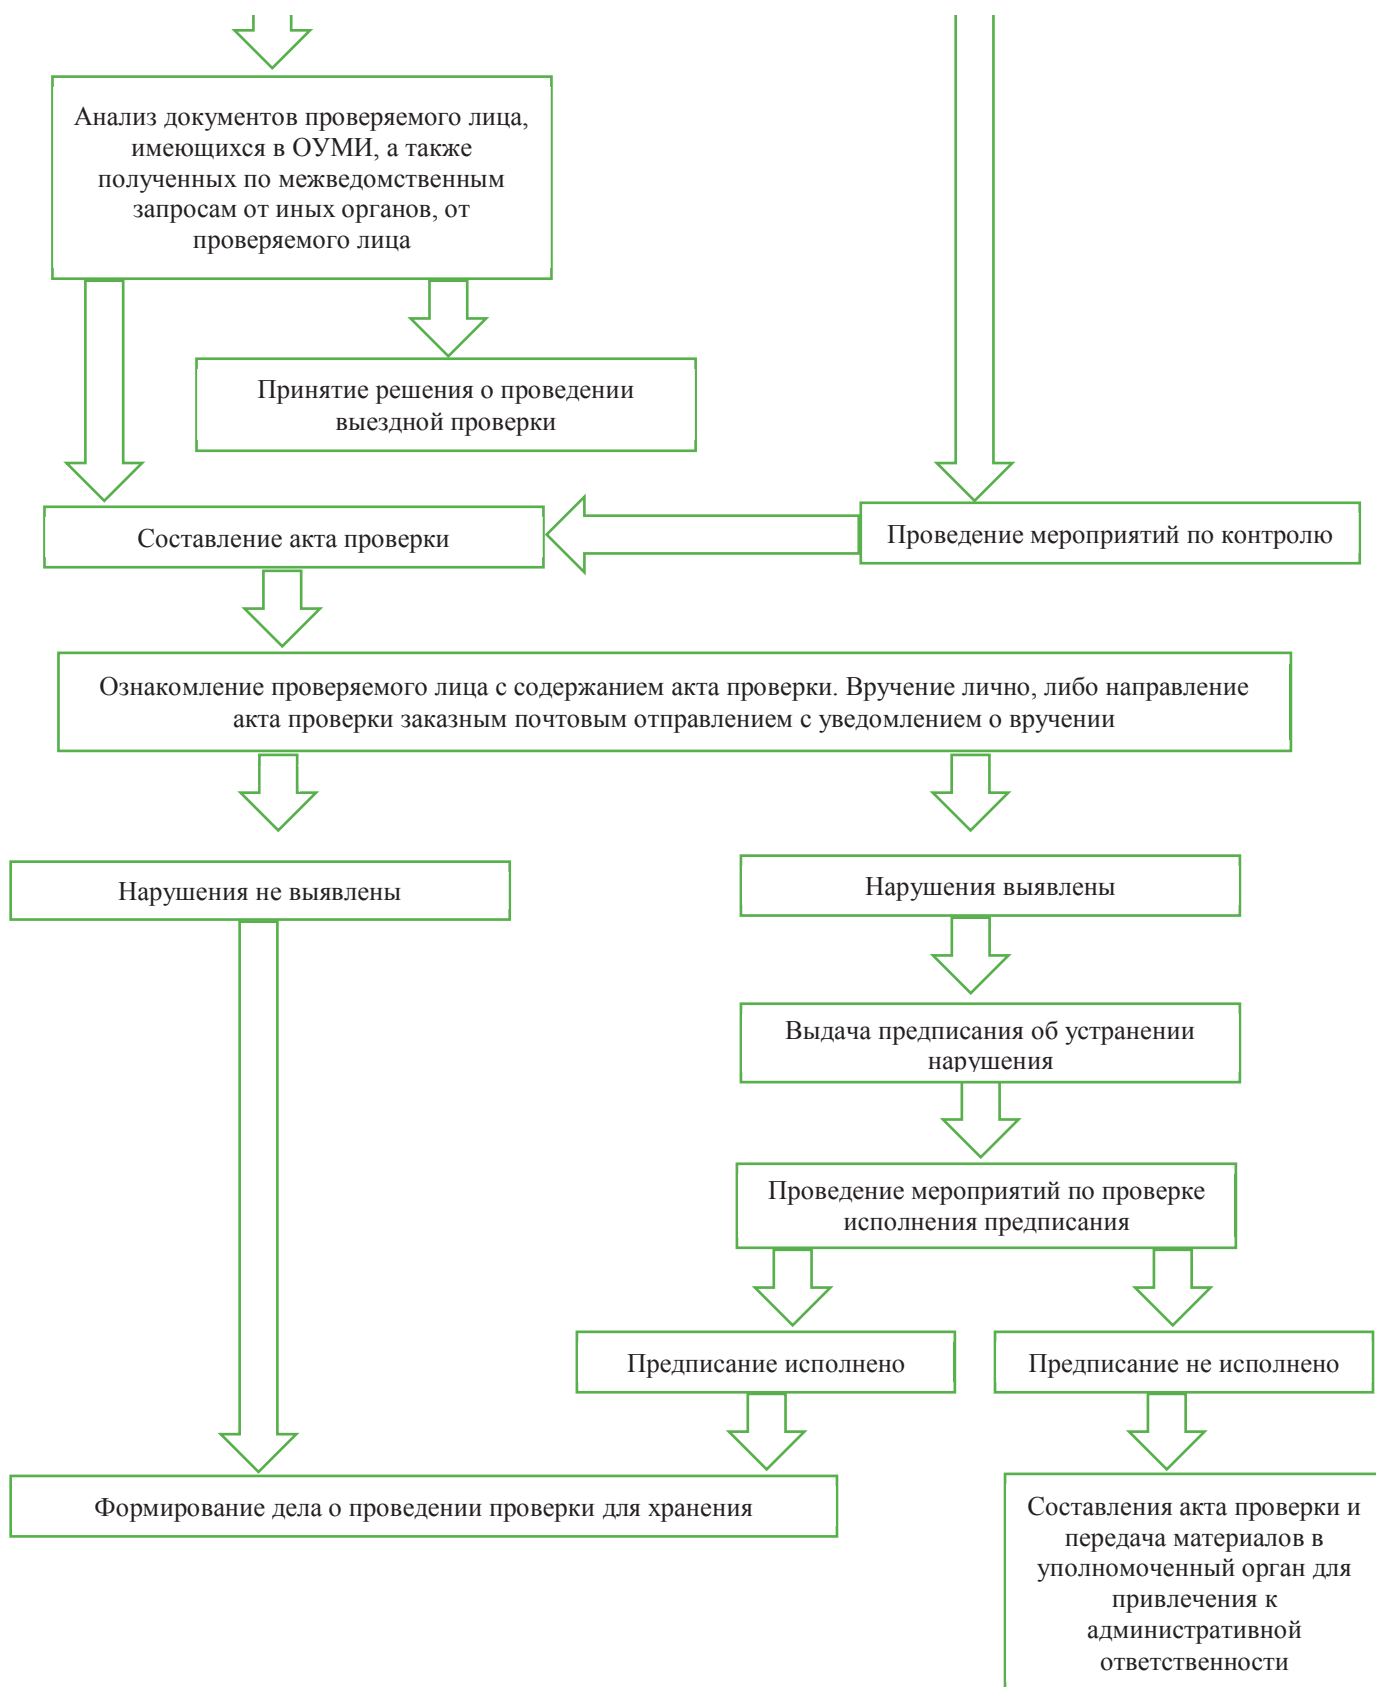 Анализ документов проверяемого лица,
имеющихся в ОУМИ, а также
полученных по межведомственным
запросам от иных органов, от
проверяемого лица
Принятие решения о проведении
выездной проверки
Составление акта проверки
Проведение мероприятий по контролю
Ознакомление проверяемого лица с содержанием акта проверки. Вручение лично, либо направление
акта проверки заказным почтовым отправлением с уведомлением о вручении
Нарушения не выявлены
Нарушения выявлены
Выдача предписания об устранении
нарушения
Проведение мероприятий по проверке
исполнения предписания
Предписание исполнено
Предписание не исполнено
Формирование дела о проведении проверки для хранения
Составления акта проверки и
передача материалов в
уполномоченный орган для
привлечения к
административной
ответственности